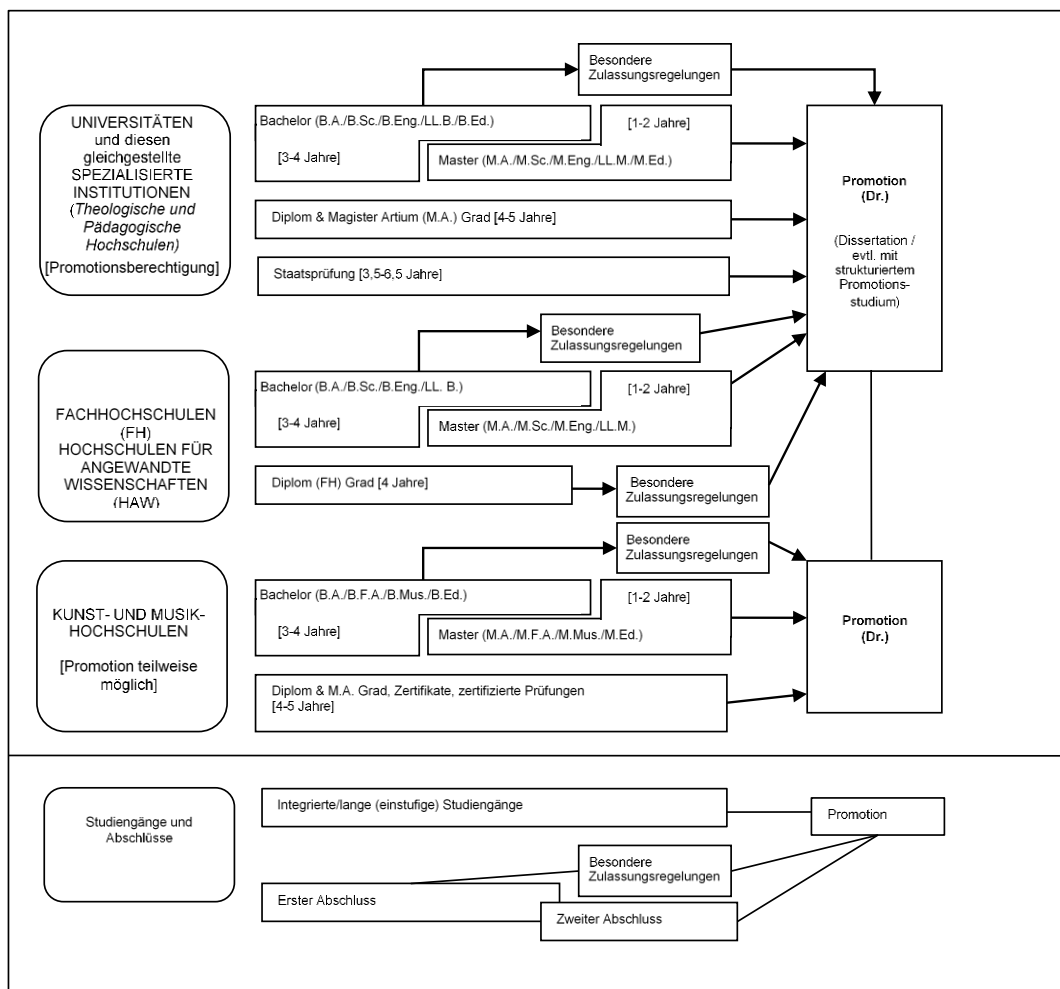 Besondere
Zulassungsregelungen
UNIVERSITÄTEN
und diesen
gleichgestellte
SPEZIALISIERTE
INSTITUTIONEN
(Theologische und
Pädagogische
Hochschulen)
[Promotionsberechtigung]
Bachelor (B.A./B.Sc./B.Eng./LL.B./B.Ed.)
[3-4 Jahre]
[1-2 Jahre]
Master (M.A./M.Sc./M.Eng./LL.M./M.Ed.)
Diplom & Magister Artium (M.A.) Grad [4-5 Jahre]
Staatsprüfung [3,5-6,5 Jahre]
Promotion
(Dr.)
(Dissertation /
evtl. mit
strukturiertem
Promotions-
studium)
Besondere
Zulassungsregelungen
FACHHOCHSCHULEN
(FH)
HOCHSCHULEN FÜR
ANGEWANDTE
WISSENSCHAFTEN
(HAW)
Bachelor (B.A./B.Sc./B.Eng./LL. B.)
[3-4 Jahre]
[1-2 Jahre]
Master (M.A./M.Sc./M.Eng./LL.M.)
Diplom (FH) Grad [4 Jahre]
Besondere
Zulassungsregelungen
Besondere
Zulassungsregelungen
KUNST- UND MUSIK-
HOCHSCHULEN
[Promotion teilweise
möglich]
Bachelor (B.A./B.F.A./B.Mus./B.Ed.)
[3-4 Jahre]
[1-2 Jahre]
Master (M.A./M.F.A./M.Mus./M.Ed.)
Diplom & M.A. Grad, Zertifikate, zertifizierte Prüfungen
[4-5 Jahre]
Promotion
(Dr.)
Studiengänge und
Abschlüsse
Integrierte/lange (einstufige) Studiengänge
Promotion
Besondere
Zulassungsregelungen
Erster Abschluss
Zweiter Abschluss